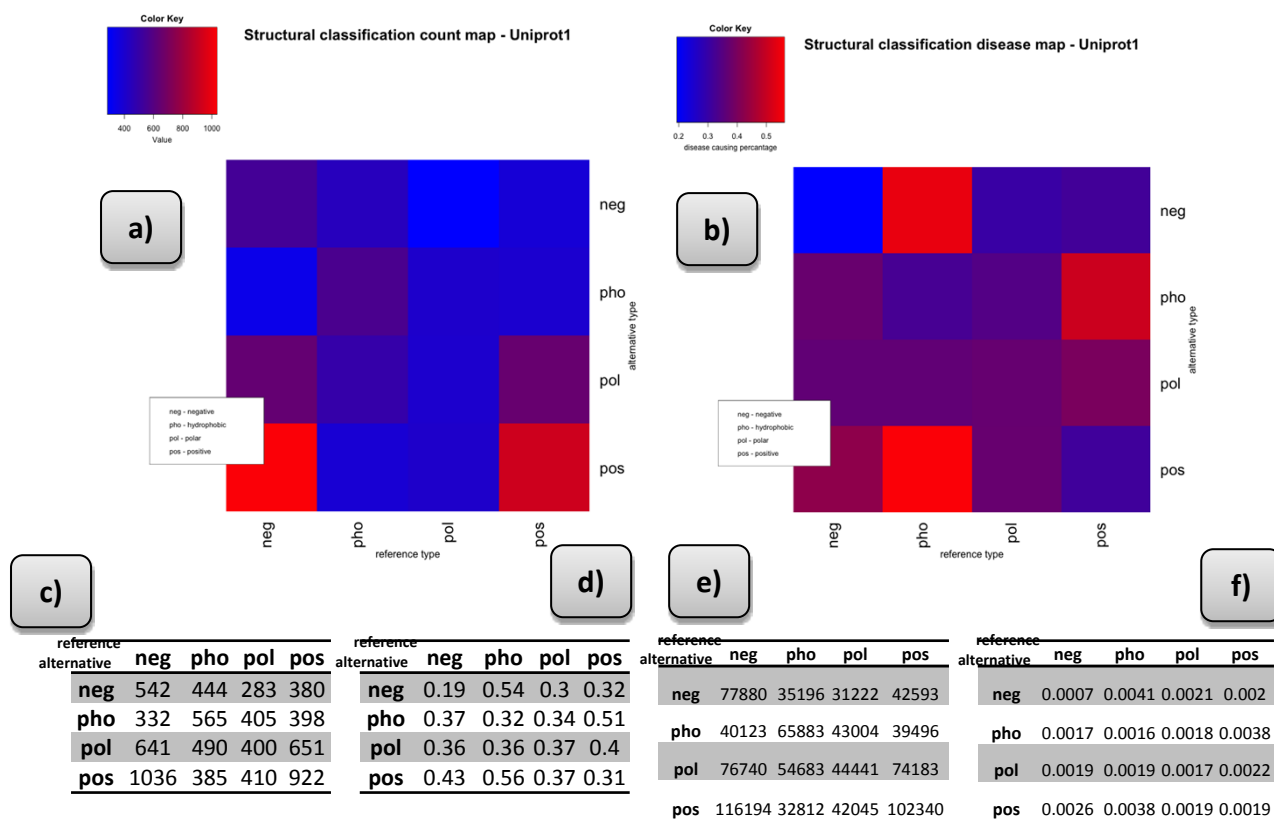 Color Key
Structural classification count map - Uniprot1
400 600 800 1000
Value
a)
neg
pho
pol
pos
alternative type
neg - negative
pho - hydrophobic
pol - polar
pos - positive
neg pho pol pos
reference type
Color Key
Structural classification disease map - Uniprot1
0.2 0.3 0.4 0.5
disease causing percentage
b)
neg
pho
pol
pos
alternative type
neg - negative
pho - hydrophobic
pol - polar
pos - positive
neg pho pol pos
reference type
c)
reference
alternative neg pho pol pos
neg 542 444 283 380
pho 332 565 405 398
pol 641 490 400 651
pos 1036 385 410 922
d)
reference
alternative neg pho pol pos
neg 0.19 0.54 0.3 0.32
pho 0.37 0.32 0.34 0.51
pol 0.36 0.36 0.37 0.4
pos 0.43 0.56 0.37 0.31
e)
reference
alternative neg pho pol pos
neg 77880 35196 31222 42593
pho 40123 65883 43004 39496
pol 76740 54683 44441 74183
pos 116194 32812 42045 102340
f)
reference
alternative neg pho pol pos
neg 0.0007 0.0041 0.0021 0.002
pho 0.0017 0.0016 0.0018 0.0038
pol 0.0019 0.0019 0.0017 0.0022
pos 0.0026 0.0038 0.0019 0.0019